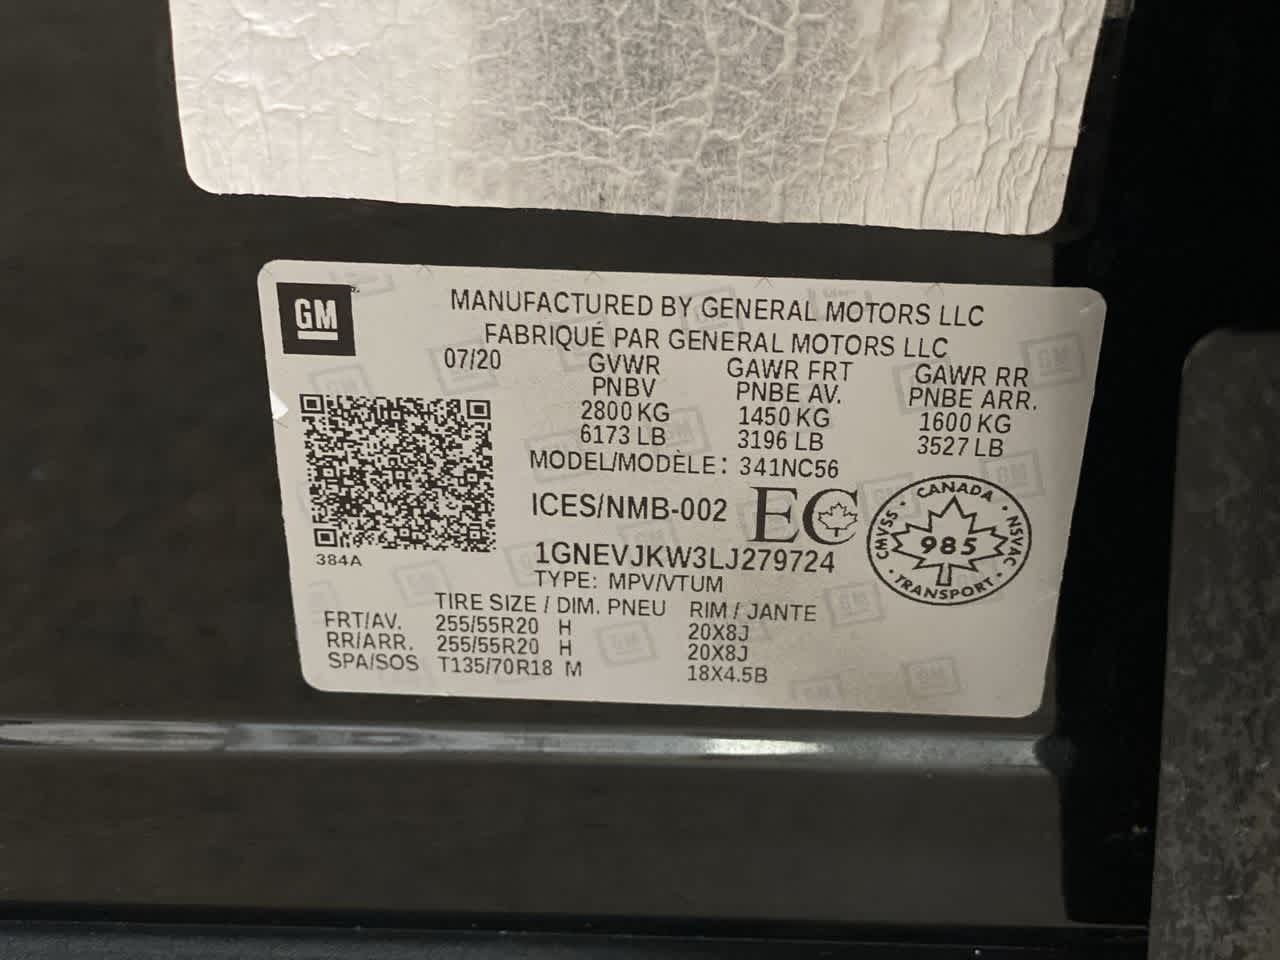 GM
MANUFACTURED BY GENERAL MOTORS LLC
FABRIQUÉ PAR GENERAL MOTORS LLC
07/20 GVWR GAWR FRT GAWR RR
PNBV PNBE AV. PNBE ARR.
2800 KG 1450 KG 1600 KG
6173 LB 3196 LB 3527 LB
MODEL/MODÈLE: 341NC56
ICES/NMB-002 EC
CANADA
CMVSS · NSVAC
985
TRANSPORT
384A
1GNEVJKW3LJ279724
TYPE: MPV/VTUM
TIRE SIZE / DIM. PNEU RIM / JANTE
FRT/AV. 255/55R20 H 20X8J
RR/ARR. 255/55R20 H 20X8J
SPA/SOS T135/70R18 M 18X4.5B